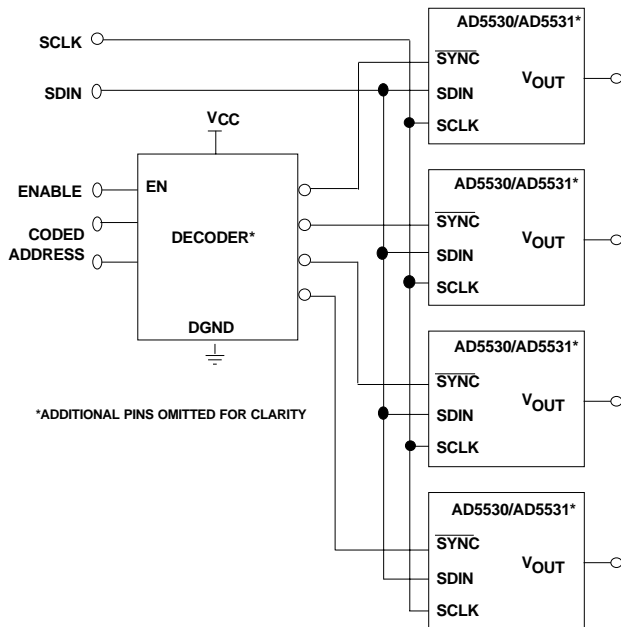 SCLK
SDIN
VCC
ENABLE
EN
CODED
ADDRESS
DECODER*
DGND
*ADDITIONAL PINS OMITTED FOR CLARITY
AD5530/AD5531*
SYNC
SDIN
SCLK
VOUT
AD5530/AD5531*
SYNC
SDIN
SCLK
VOUT
AD5530/AD5531*
SYNC
SDIN
SCLK
VOUT
AD5530/AD5531*
SYNC
SDIN
SCLK
VOUT